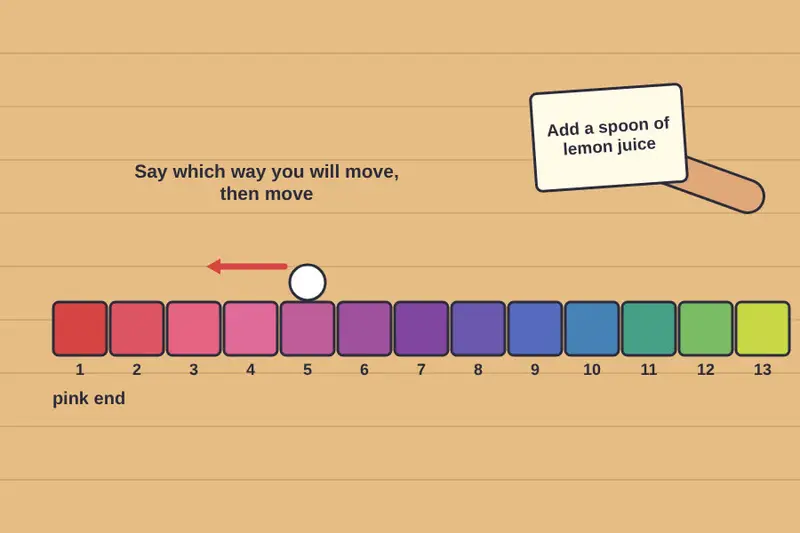 Add a spoon of
lemon juice
Say which way you will move,
then move
1 2 3 4 5 6 7 8 9 10 11 12 13
pink end